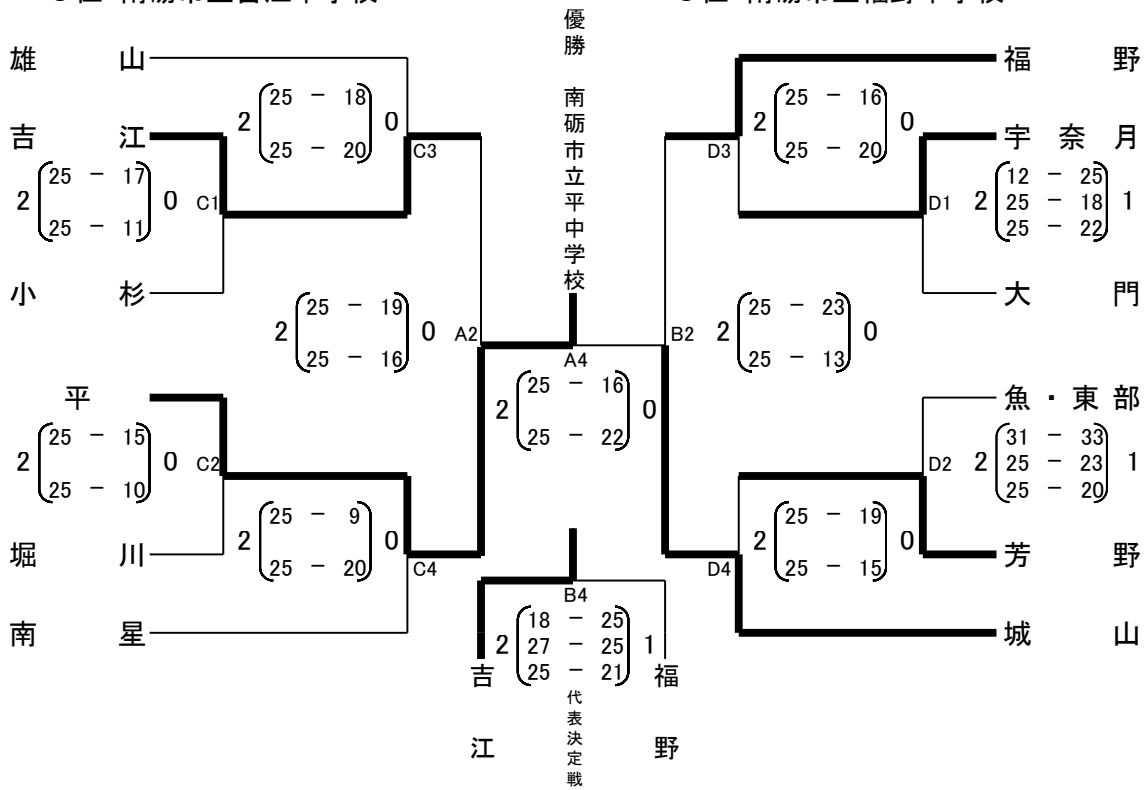 優勝 南砺市立平中学校
雄山
吉江
小杉
平
堀川
南星
福野
宇奈月
大門
魚・東部
芳野
城山
2 25 - 18 0
25 - 20
C3
2 25 - 17 0
25 - 11
C1
2 25 - 19 0
25 - 16
A2
2 25 - 15 0
25 - 10
C2
2 25 - 9 0
25 - 20
C4
2 25 - 16 0
25 - 20
D3
12 - 25
2 25 - 18 1
25 - 22
D1
2 25 - 23 0
25 - 13
B2
31 - 33
2 25 - 23 1
25 - 20
D2
2 25 - 19 0
25 - 15
D4
A4
2 25 - 16 0
25 - 22
B4
18 - 25
2 27 - 25 1
25 - 21
吉江
福野
代表決定戦